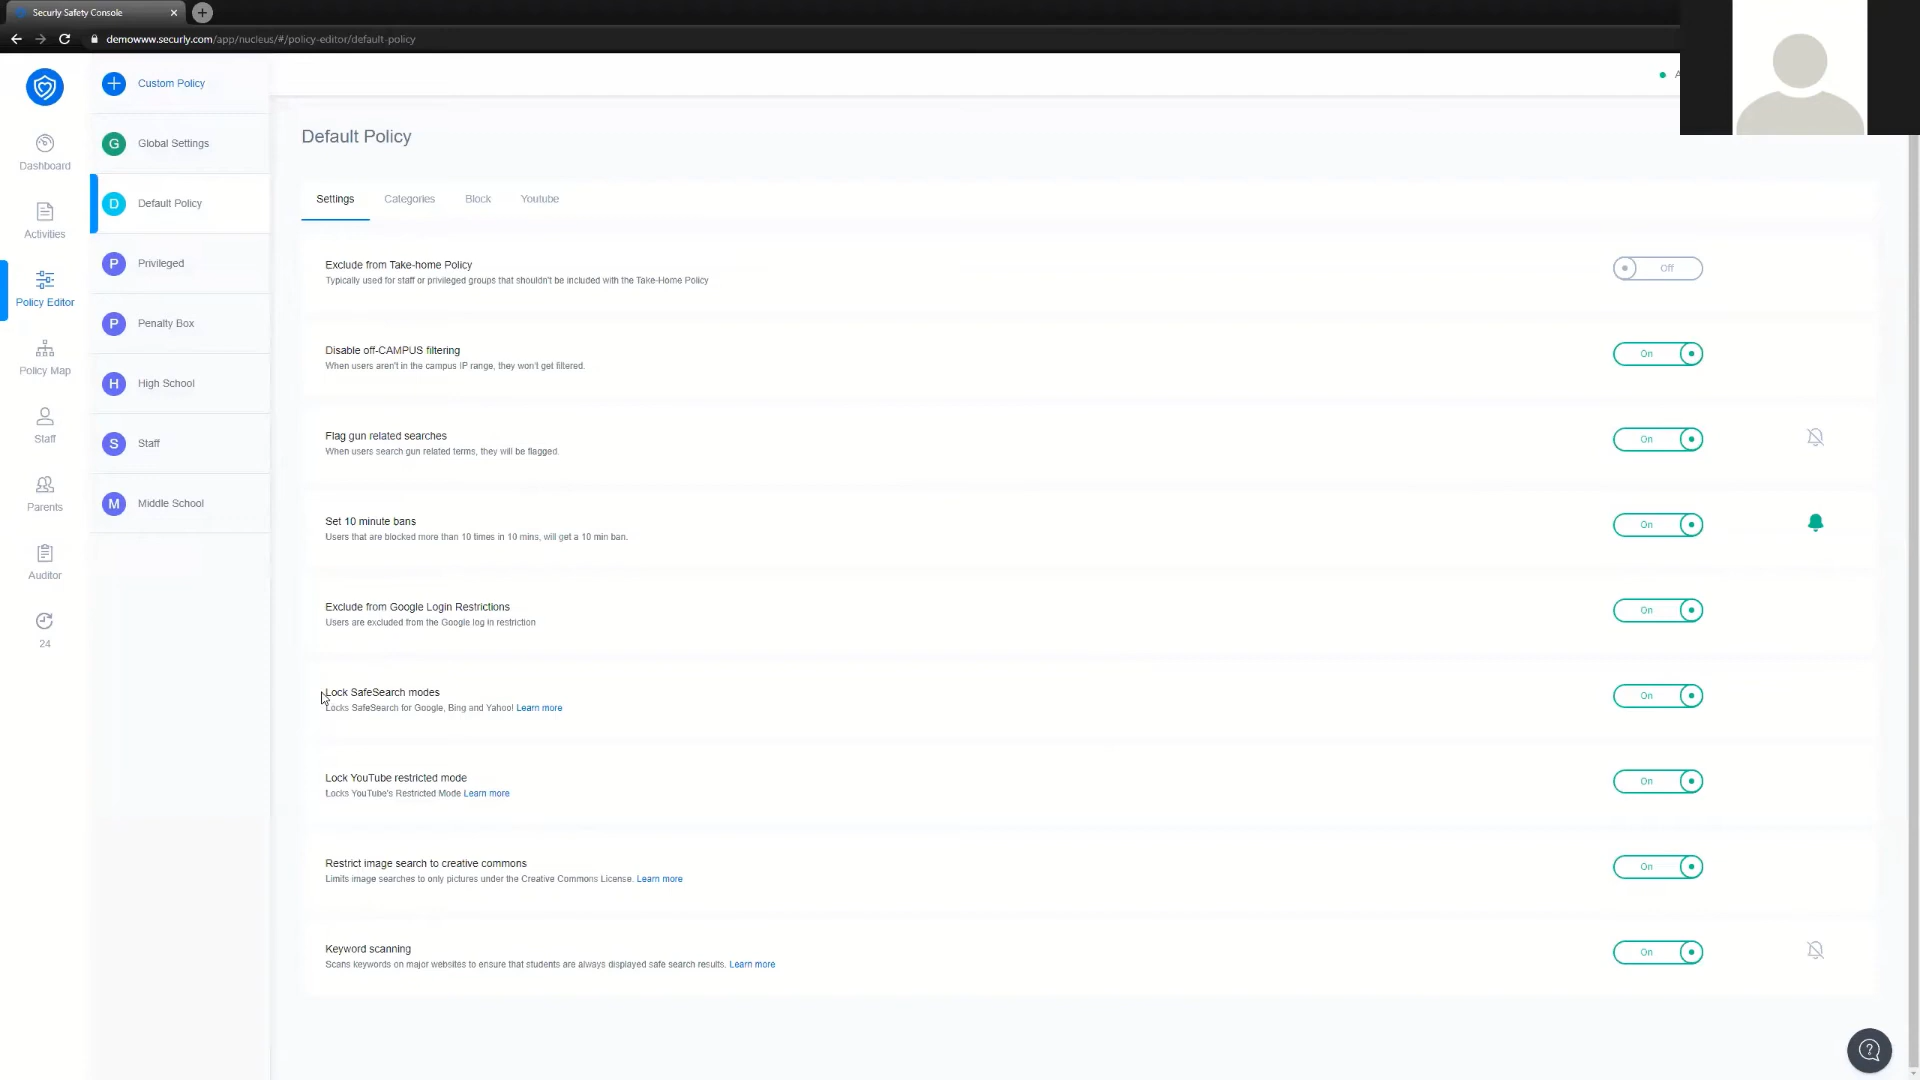 Securly Safety Console
demowww.securly.com/app/nucleus/#/policy-editor/default-policy
Dashboard
Activities
Policy Editor
Policy Map
Staff
Parents
Auditor
24
Custom Policy
G Global Settings
D Default Policy
P Privileged
P Penalty Box
H High School
S Staff
M Middle School
Default Policy
Settings Categories Block Youtube
Exclude from Take-home Policy
Typically used for staff or privileged groups that shouldn't be included with the Take-Home Policy
Off
Disable off-CAMPUS filtering
When users aren't in the campus IP range, they won't get filtered.
On
Flag gun related searches
When users search gun related terms, they will be flagged.
On
Set 10 minute bans
Users that are blocked more than 10 times in 10 mins, will get a 10 min ban.
On
Exclude from Google Login Restrictions
Users are excluded from the Google log in restriction
On
Lock SafeSearch modes
Locks SafeSearch for Google, Bing and Yahoo! Learn more
On
Lock YouTube restricted mode
Locks YouTube's Restricted Mode Learn more
On
Restrict image search to creative commons
Limits image searches to only pictures under the Creative Commons License. Learn more
On
Keyword scanning
Scans keywords on major websites to ensure that students are always displayed safe search results. Learn more
On